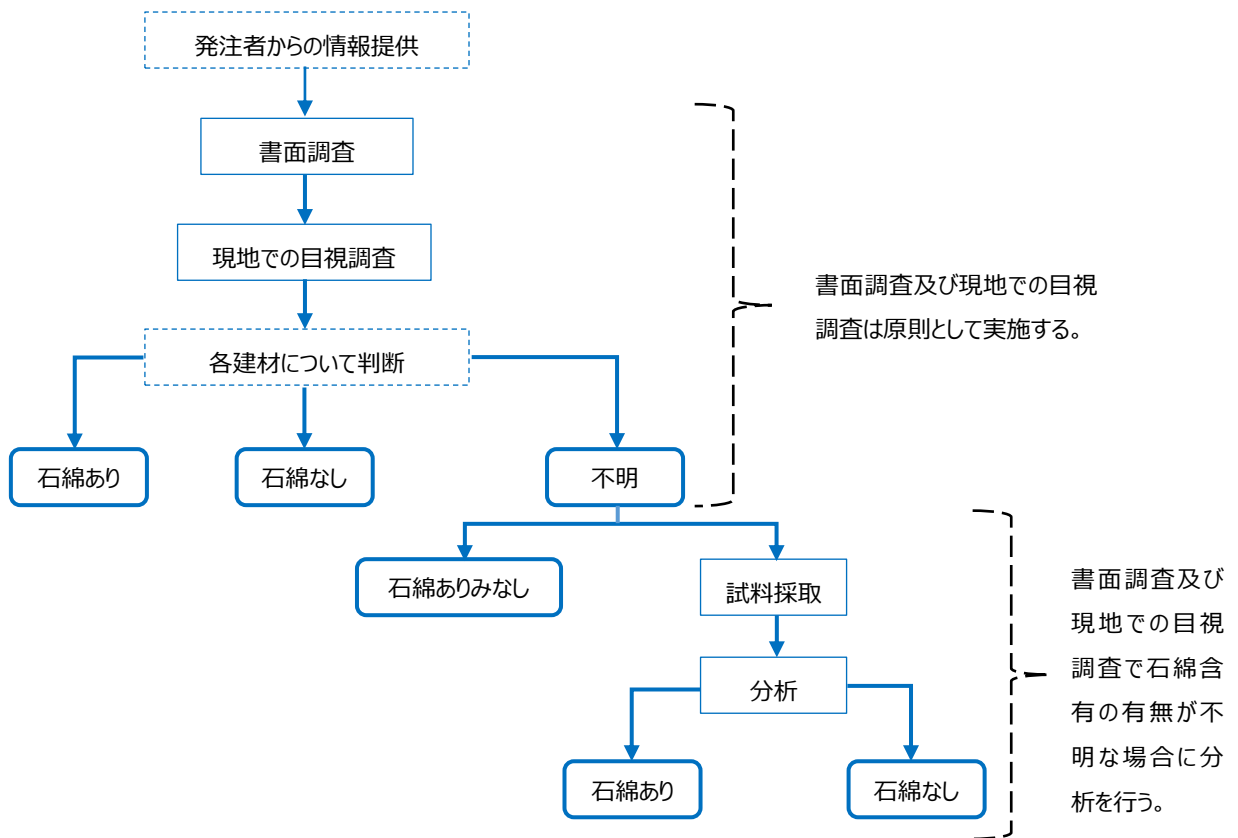 発注者からの情報提供
書面調査
現地での目視調査
書面調査及び現地での目視
調査は原則として実施する。
各建材について判断
石綿あり
石綿なし
不明
石綿ありみなし
試料採取
分析
石綿あり
石綿なし
書面調査及び
現地での目視
調査で石綿含
有の有無が不
明な場合に分
析を行う。